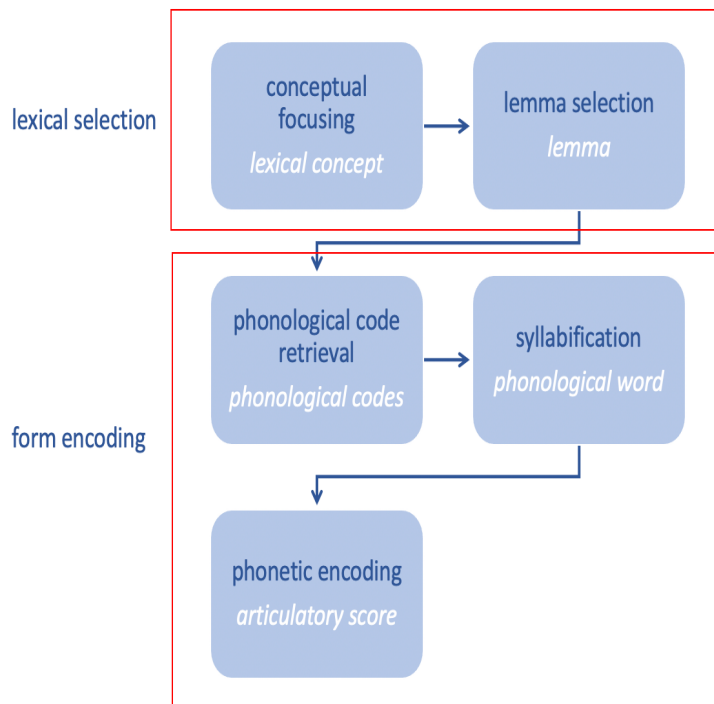 lexical selection
conceptual
focusing
lexical concept
lemma selection
lemma
form encoding
phonological code
retrieval
phonological codes
syllabification
phonological word
phonetic encoding
articulatory score